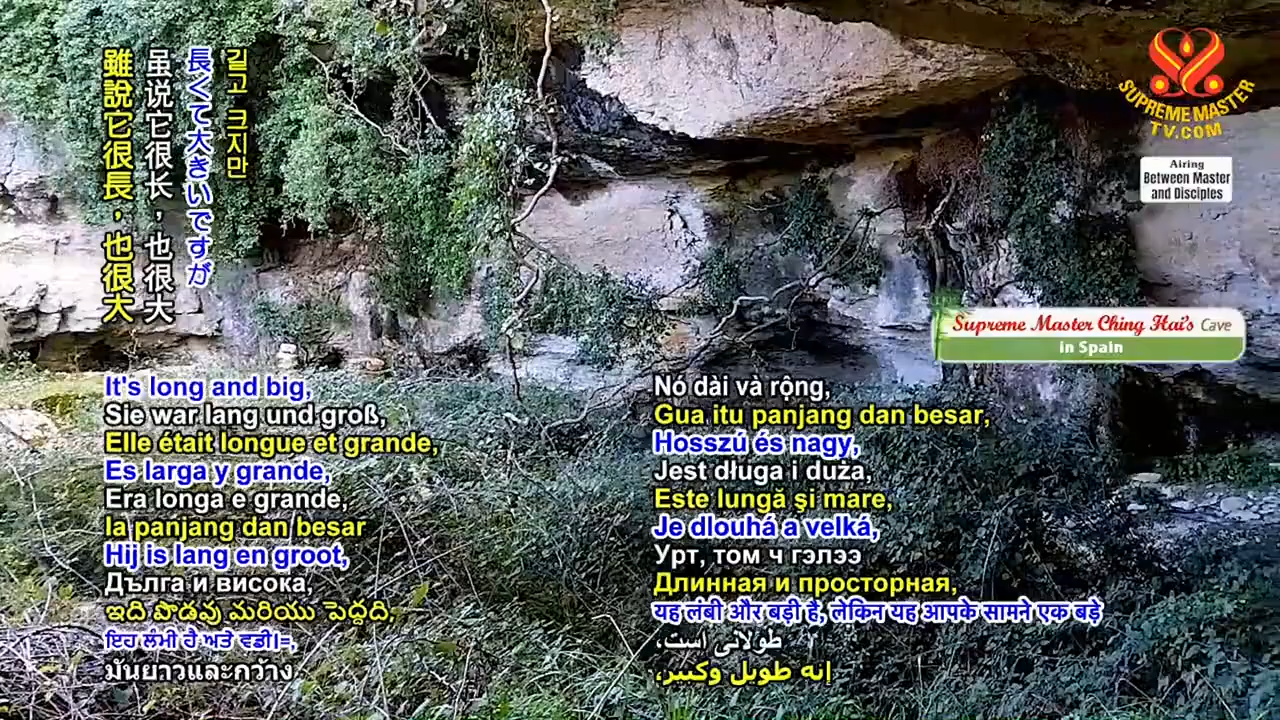 雖說它很長，也很大
虽说它很长，也很大
長くて大きいですが
길고 크지만
SUPREME MASTER
TV.COM
Airing
Between Master
and Disciples
Supreme Master Ching Hai's Cave
in Spain
It's long and big,
Sie war lang und groß,
Elle était longue et grande,
Es larga y grande,
Era longa e grande,
Ia panjang dan besar
Hij is lang en groot,
Дълга и висока,
ఇది పొడవు మరియు పెద్దది,
ਇਹ ਲੰਮੀ ਹੈ ਅਤੇ ਵਡੀ।=,
มันยาวและกว้าง
Nó dài và rộng,
Gua itu panjang dan besar,
Hosszú és nagy,
Jest długa i duża,
Este lungă şi mare,
Je dlouhá a velká,
Урт, том ч гэлээ
Длинная и просторная,
यह लंबी और बड़ी है, लेकिन यह आपके सामने एक बड़े
طولانی است،
إنه طويل وكبير،